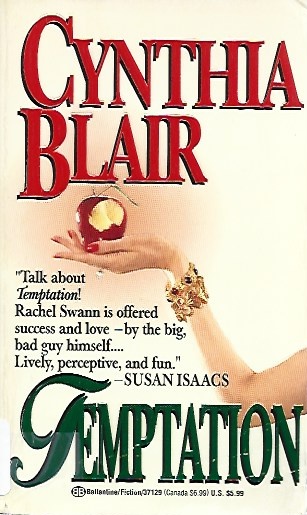 CYNTHIA
BLAIR
"Talk about
Temptation!
Rachel Swann is offered
success and love —by the big,
bad guy himself....
Lively, perceptive, and fun."
—SUSAN ISAACS
TEMPTATION
BB Ballantine/Fiction/37129 (Canada $6.99) U.S. $5.99